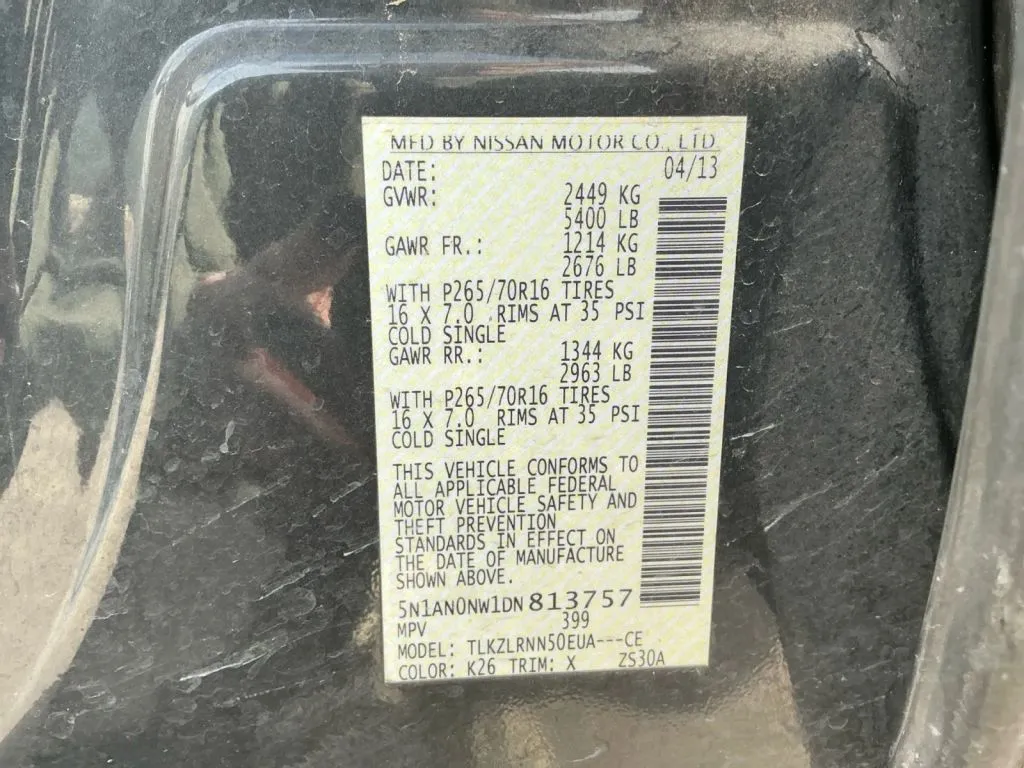 MFD BY NISSAN MOTOR CO., LTD.
DATE: 04/13
GVWR: 2449 KG
5400 LB
GAWR FR.: 1214 KG
2676 LB
WITH P265/70R16 TIRES
16 X 7.0 RIMS AT 35 PSI
COLD SINGLE
GAWR RR.: 1344 KG
2963 LB
WITH P265/70R16 TIRES
16 X 7.0 RIMS AT 35 PSI
COLD SINGLE
THIS VEHICLE CONFORMS TO
ALL APPLICABLE FEDERAL
MOTOR VEHICLE SAFETY AND
THEFT PREVENTION
STANDARDS IN EFFECT ON
THE DATE OF MANUFACTURE
SHOWN ABOVE.
5N1AN0NW1DN813757
MPV 399
MODEL: TLKZLRNN50EUA---CE
COLOR: K26 TRIM: X ZS30A